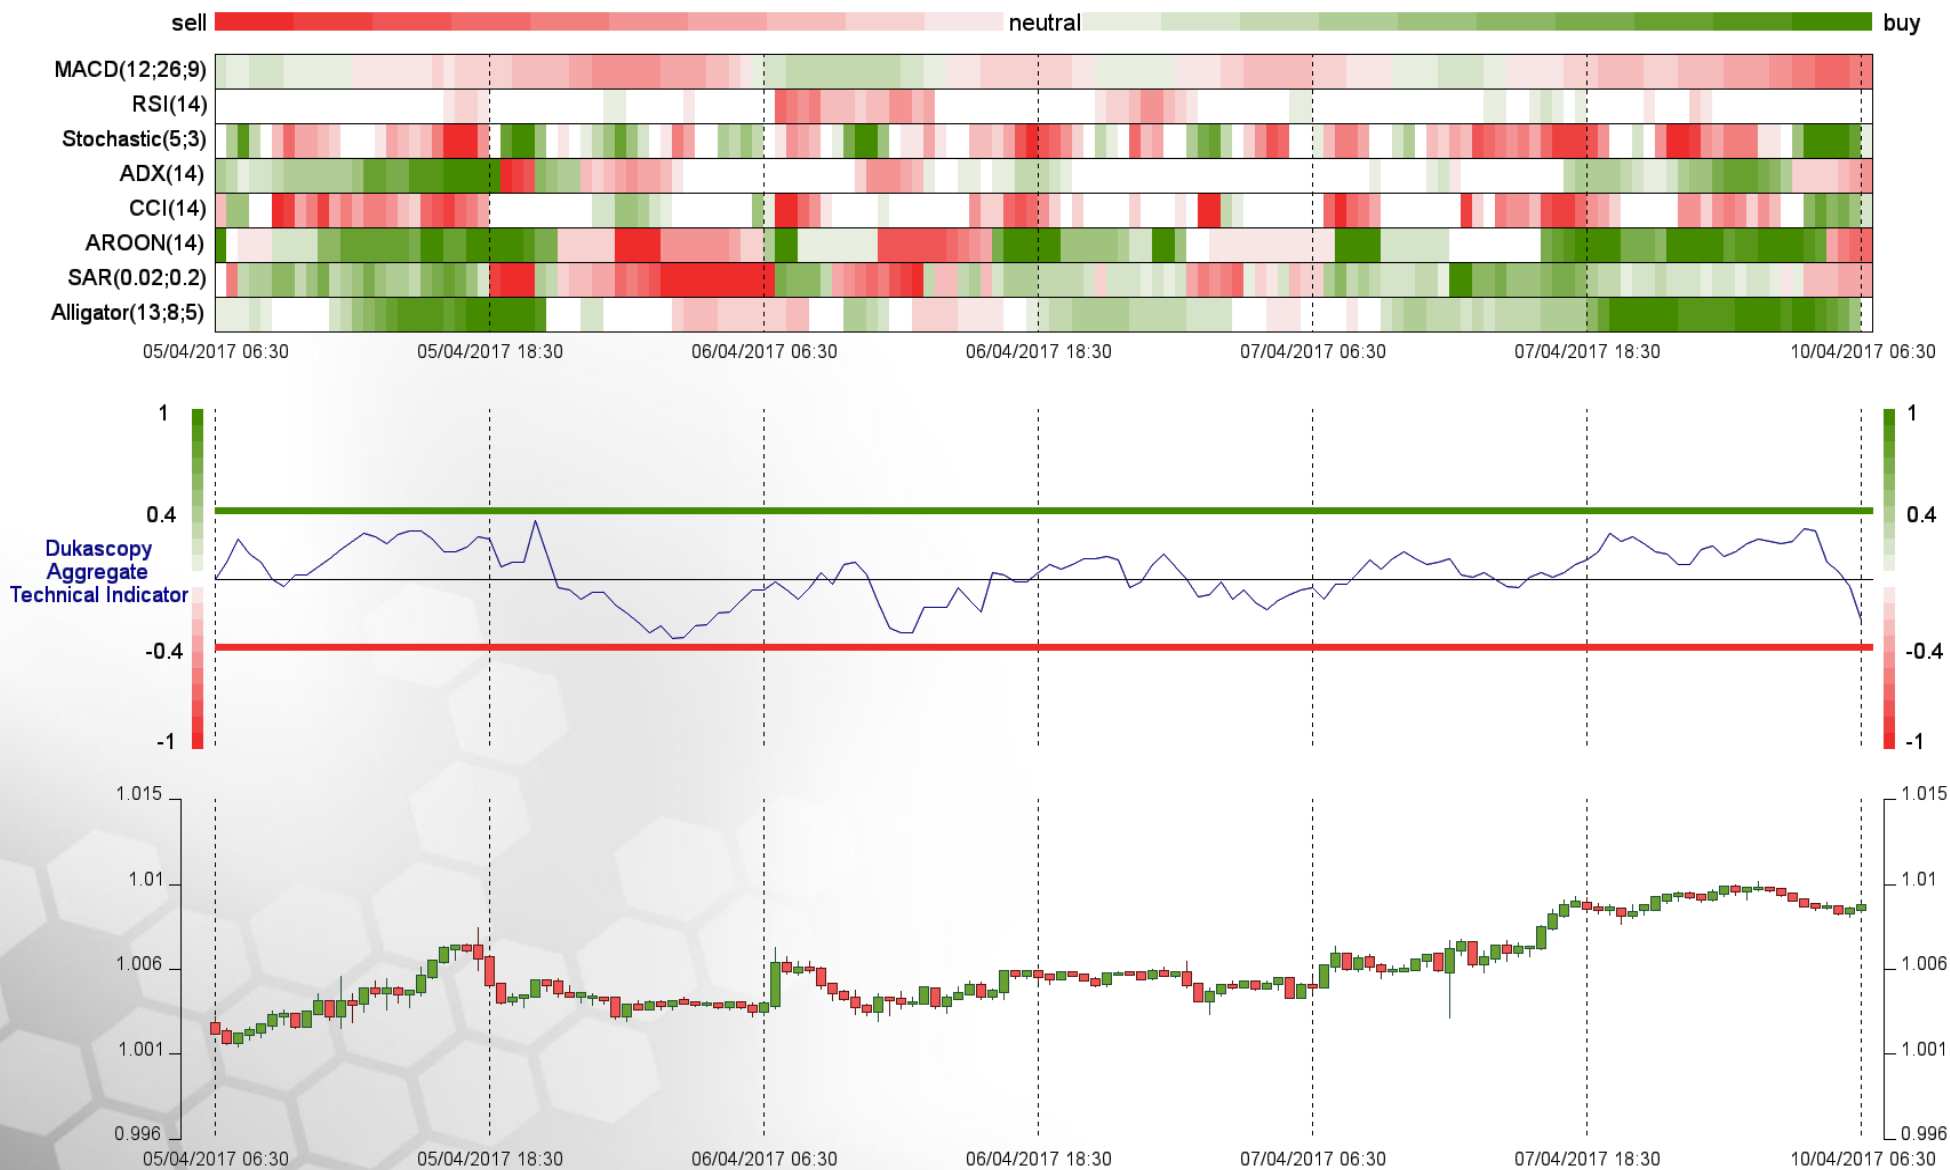 sell neutral buy
MACD(12;26;9)
RSI(14)
Stochastic(5;3)
ADX(14)
CCI(14)
AROON(14)
SAR(0.02;0.2)
Alligator(13;8;5)
05/04/2017 06:30 05/04/2017 18:30 06/04/2017 06:30 06/04/2017 18:30 07/04/2017 06:30 07/04/2017 18:30 10/04/2017 06:30
1 1
0.4 0.4
Dukascopy
Aggregate
Technical Indicator
-0.4 -0.4
-1 -1
1.015 1.015
1.01 1.01
1.006 1.006
1.001 1.001
0.996 0.996
05/04/2017 06:30 05/04/2017 18:30 06/04/2017 06:30 06/04/2017 18:30 07/04/2017 06:30 07/04/2017 18:30 10/04/2017 06:30